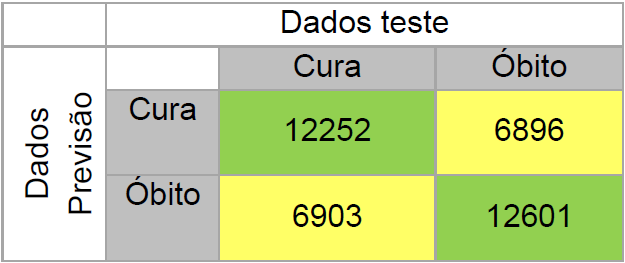 Dados teste
Cura Óbito
Dados
Previsão
Cura 12252 6896
Óbito 6903 12601